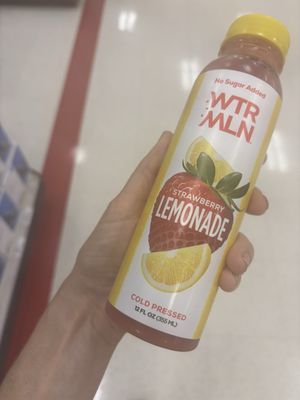 No Sugar Added
WTR
MLN
STRAWBERRY
LEMONADE
COLD PRESSED
12 FL OZ (355 mL)